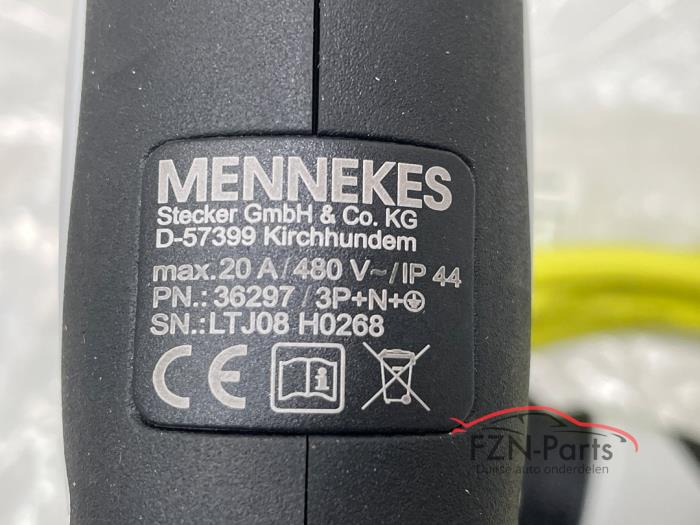 MENNEKES
Stecker GmbH & Co. KG
D-57399 Kirchhundem
max. 20 A / 480 V ~ / IP 44
PN.: 36297 / 3P+N+⏚
SN.: LTJ08 H0268
CE
i
FZN-Parts
Duitse auto onderdelen